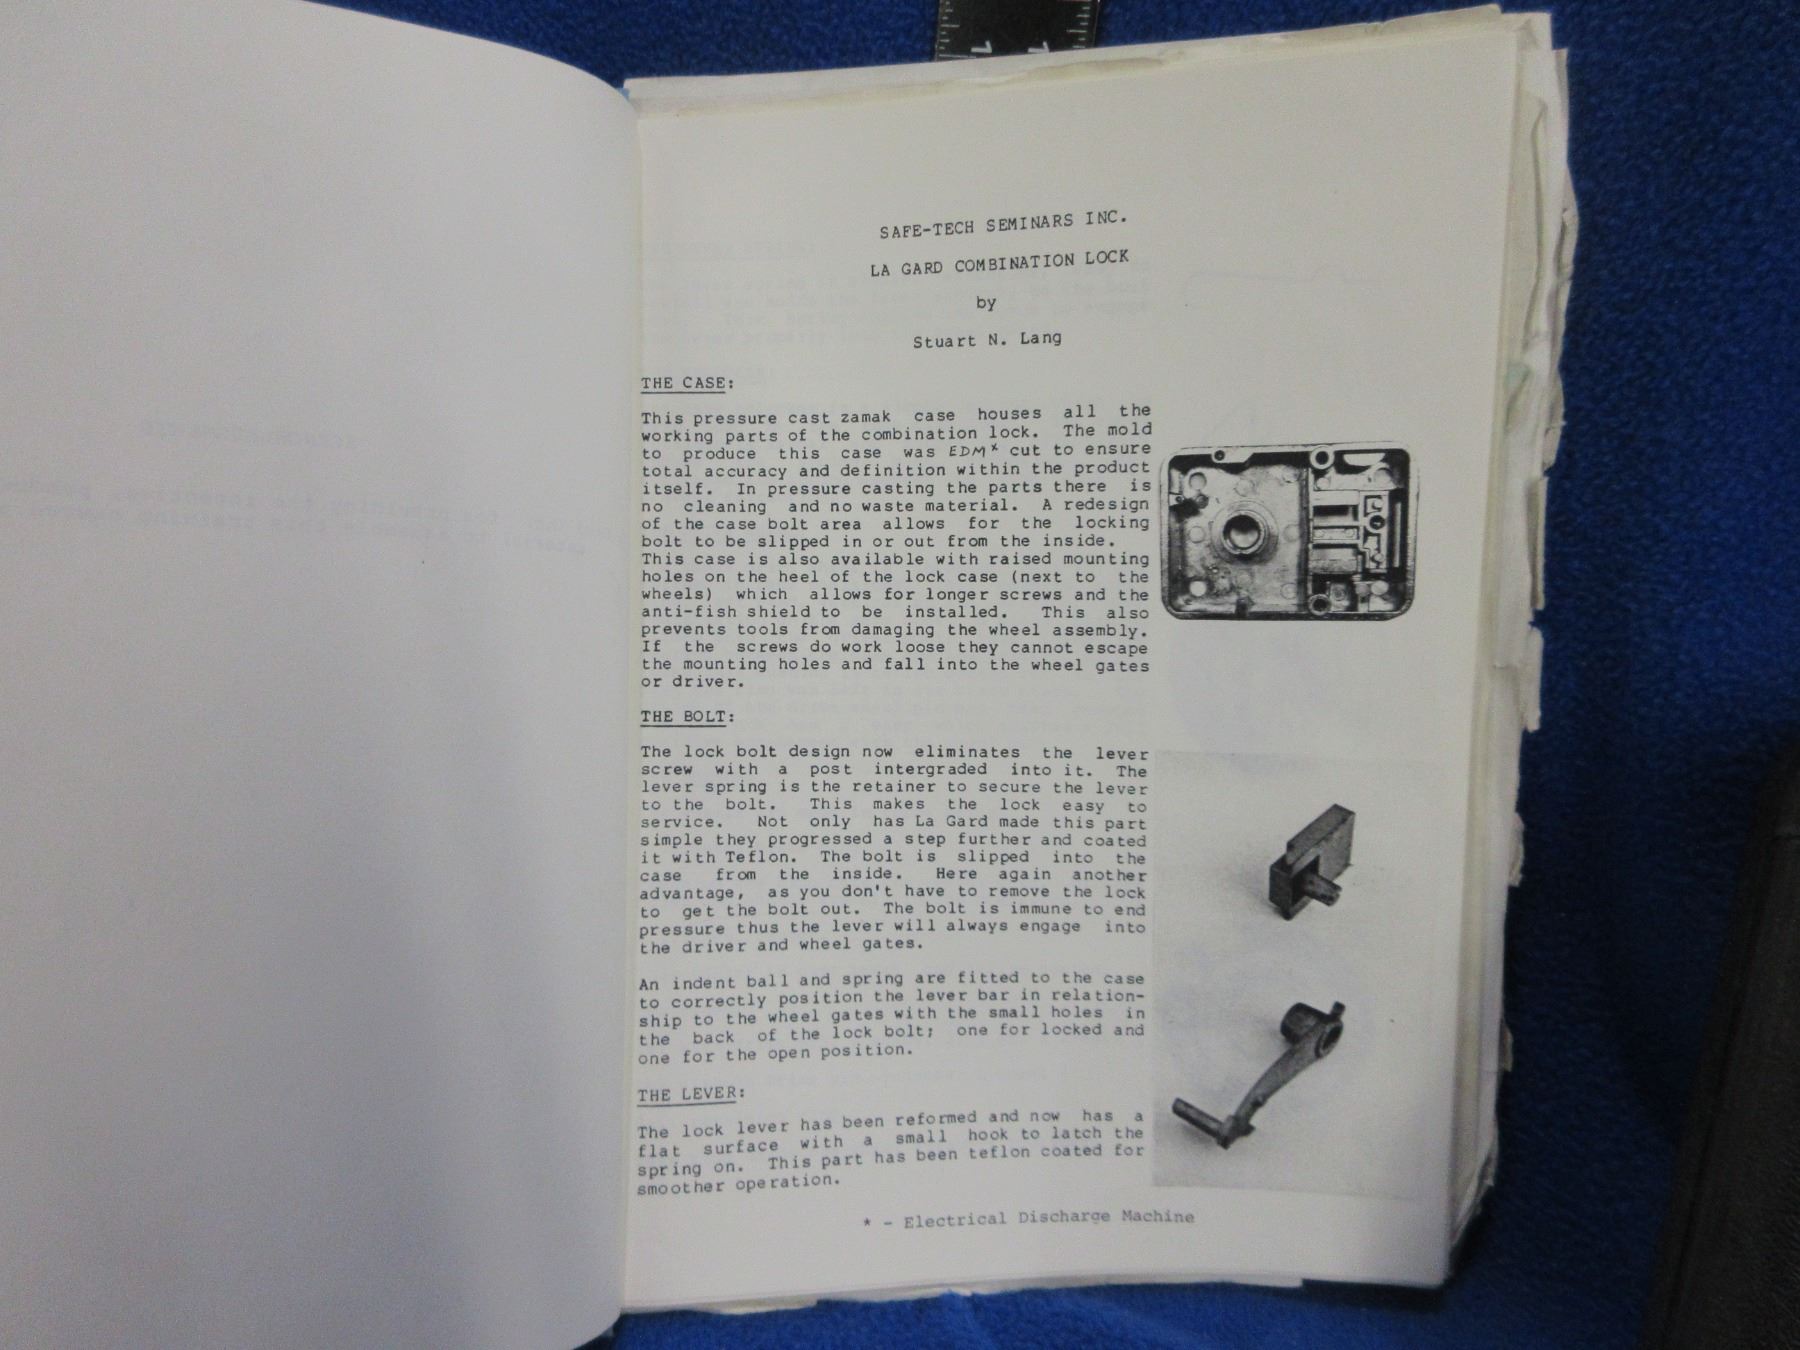 SAFE-TECH SEMINARS INC.
LA GARD COMBINATION LOCK
by
Stuart N. Lang
THE CASE:
This pressure cast zamak case houses all the
working parts of the combination lock. The mold
to produce this case was EDM* cut to ensure
total accuracy and definition within the product
itself. In pressure casting the parts there is
no cleaning and no waste material. A redesign
of the case bolt area allows for the locking
bolt to be slipped in or out from the inside.
This case is also available with raised mounting
holes on the heel of the lock case (next to the
wheels) which allows for longer screws and the
anti-fish shield to be installed. This also
prevents tools from damaging the wheel assembly.
If the screws do work loose they cannot escape
the mounting holes and fall into the wheel gates
or driver.
THE BOLT:
The lock bolt design now eliminates the lever
screw with a post intergraded into it. The
lever spring is the retainer to secure the lever
to the bolt. This makes the lock easy to
service. Not only has La Gard made this part
simple they progressed a step further and coated
it with Teflon. The bolt is slipped into the
case from the inside. Here again another
advantage, as you don't have to remove the lock
to get the bolt out. The bolt is immune to end
pressure thus the lever will always engage into
the driver and wheel gates.
An indent ball and spring are fitted to the case
to correctly position the lever bar in relation-
ship to the wheel gates with the small holes in
the back of the lock bolt; one for locked and
one for the open position.
THE LEVER:
The lock lever has been reformed and now has a
flat surface with a small hook to latch the
spring on. This part has been teflon coated for
smoother operation.
* - Electrical Discharge Machine